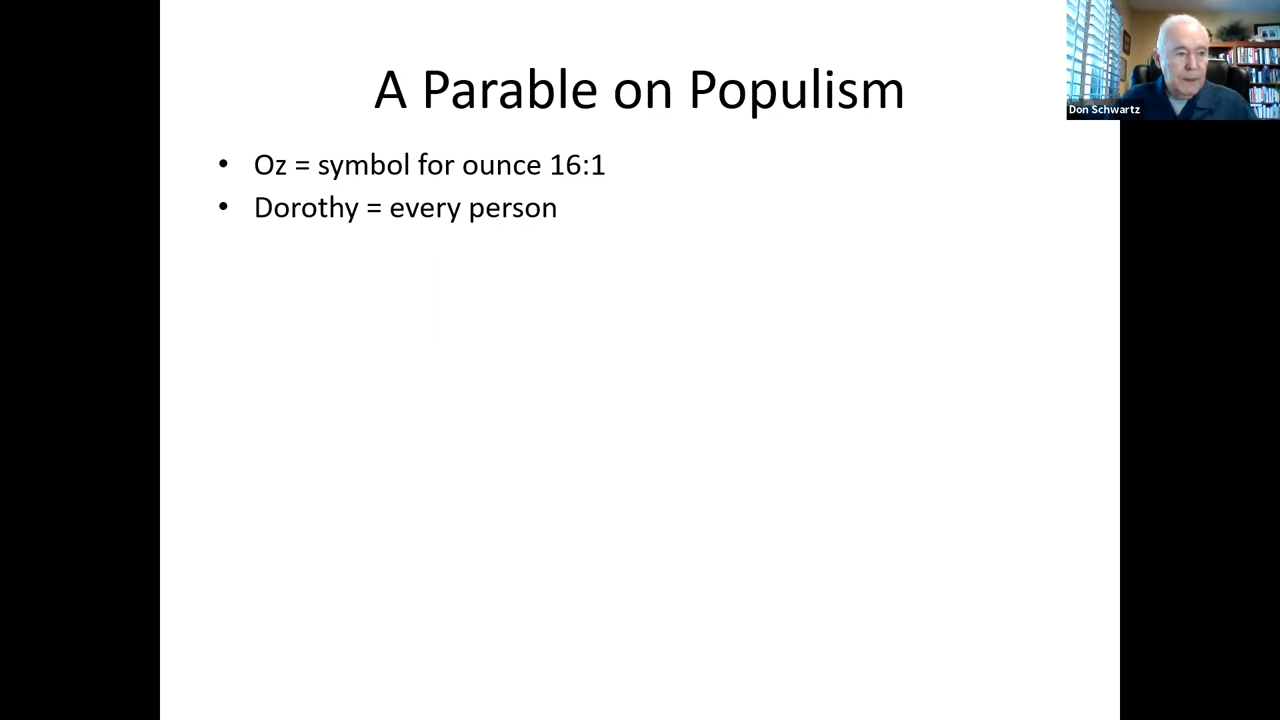 A Parable on Populism
• Oz = symbol for ounce 16:1
• Dorothy = every person
Don Schwartz